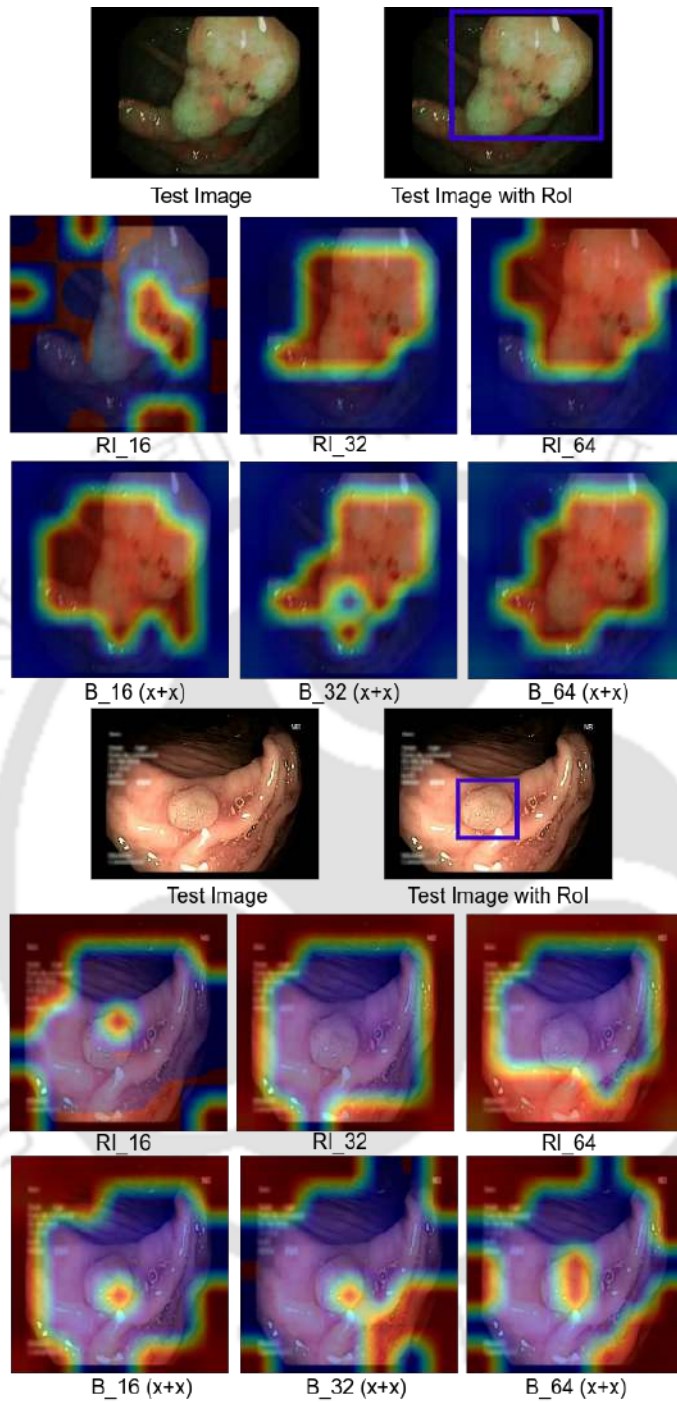 Test Image
Test Image with RoI
RI_16
RI_32
RI_64
B_16 (x+x)
B_32 (x+x)
B_64 (x+x)
Test Image
Test Image with RoI
RI_16
RI_32
RI_64
B_16 (x+x)
B_32 (x+x)
B_64 (x+x)